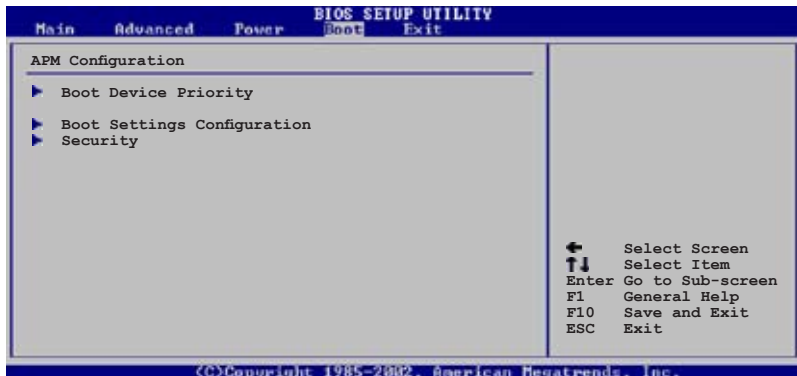 BIOS SETUP UTILITY
Main Advanced Power Boot Exit
APM Configuration
Boot Device Priority
Boot Settings Configuration
Security
Select Screen
Select Item
Enter Go to Sub-screen
F1 General Help
F10 Save and Exit
ESC Exit
(C)Copyright 1985-2002, American Megatrends, Inc.